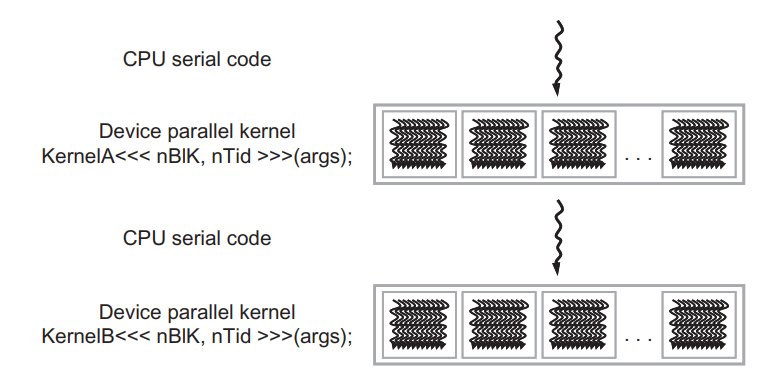 CPU serial code
Device parallel kernel
KernelA<<< nBlK, nTid >>>(args);
. . .
CPU serial code
Device parallel kernel
KernelB<<< nBlK, nTid >>>(args);
. . .